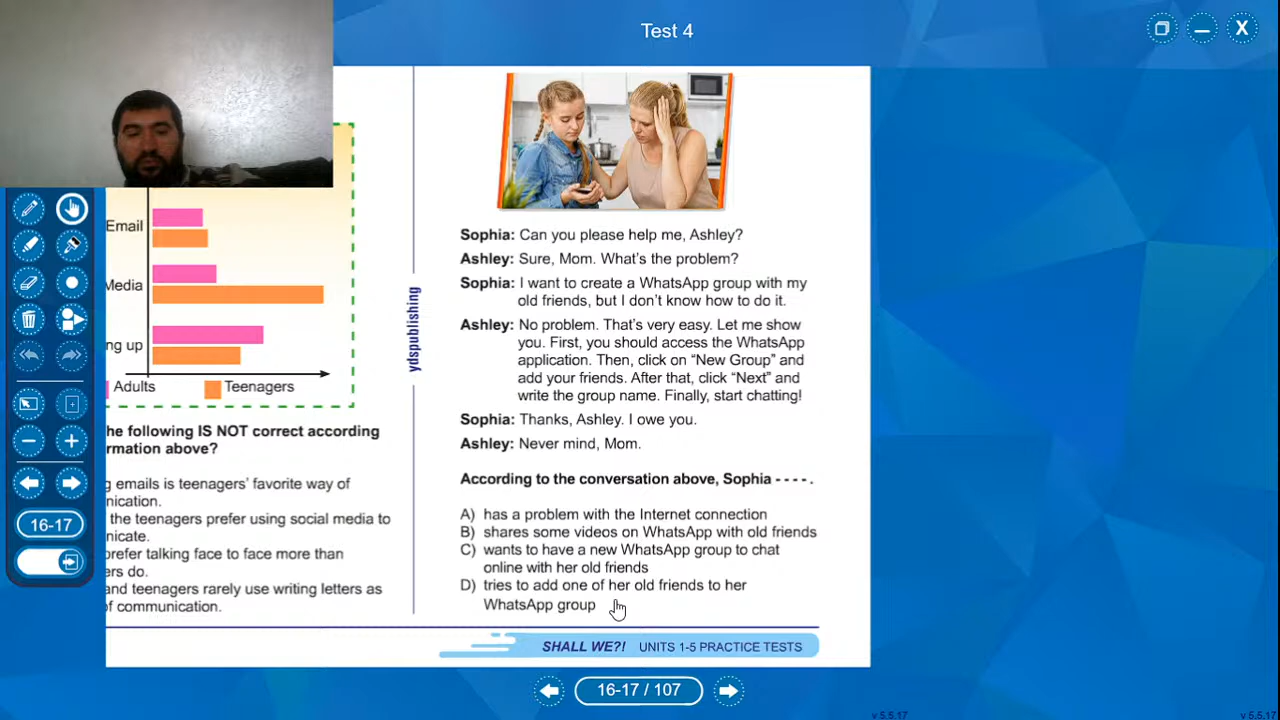 Test 4
Email
Media
ng up
Adults
Teenagers
he following IS NOT correct according
rmation above?
g emails is teenagers' favorite way of
nication.
the teenagers prefer using social media to
nicate.
prefer talking face to face more than
ers do.
and teenagers rarely use writing letters as
of communication.
ydspublishing
Sophia: Can you please help me, Ashley?
Ashley: Sure, Mom. What's the problem?
Sophia: I want to create a WhatsApp group with my
old friends, but I don't know how to do it.
Ashley: No problem. That's very easy. Let me show
you. First, you should access the WhatsApp
application. Then, click on “New Group” and
add your friends. After that, click “Next” and
write the group name. Finally, start chatting!
Sophia: Thanks, Ashley. I owe you.
Ashley: Never mind, Mom.
According to the conversation above, Sophia - - - - .
A) has a problem with the Internet connection
B) shares some videos on WhatsApp with old friends
C) wants to have a new WhatsApp group to chat
online with her old friends
D) tries to add one of her old friends to her
WhatsApp group
SHALL WE?! UNITS 1-5 PRACTICE TESTS
16-17
16-17 / 107
v 5.5.17
v 5.5.17